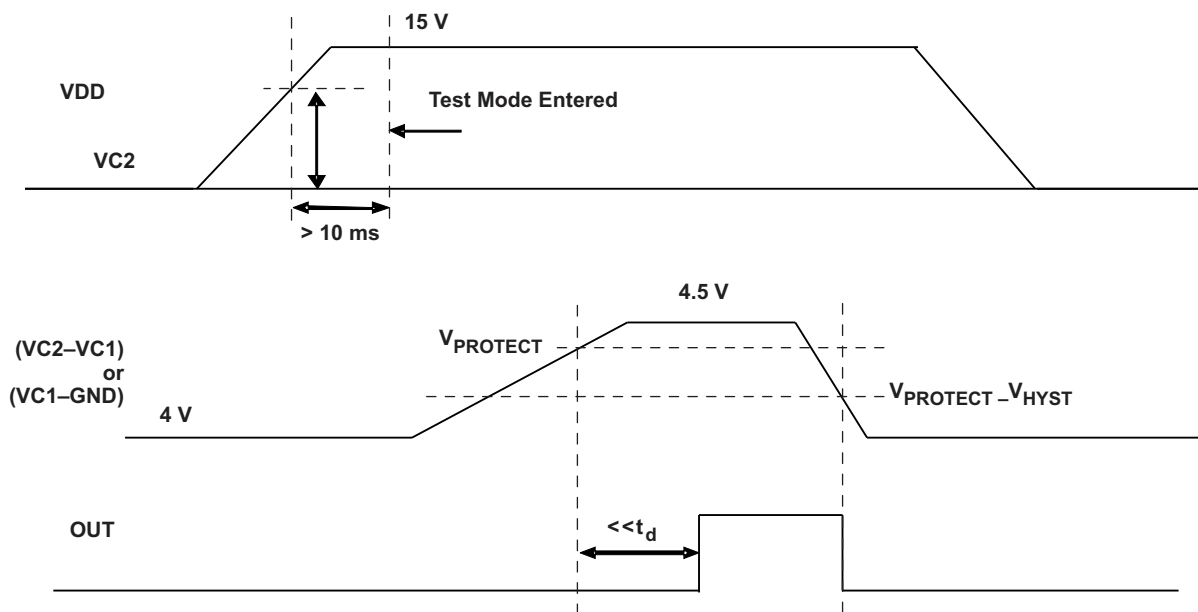 15 V
VDD
Test Mode Entered
VC2
> 10 ms
4.5 V
VPROTECT
(VC2–VC1)
or
(VC1–GND)
VPROTECT –VHYST
4 V
<<td
OUT